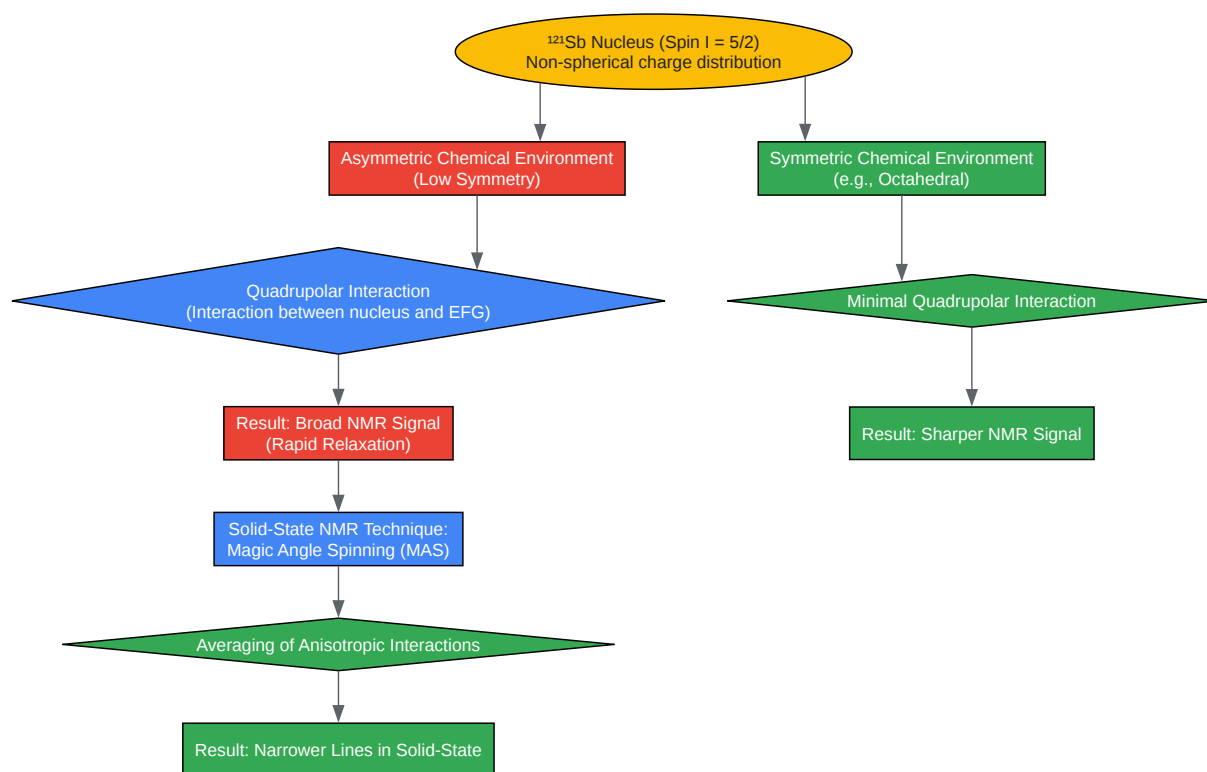 ¹²¹Sb Nucleus (Spin I = 5/2)
Non-spherical charge distribution
Asymmetric Chemical Environment
(Low Symmetry)
Symmetric Chemical Environment
(e.g., Octahedral)
Quadrupolar Interaction
(Interaction between nucleus and EFG)
Minimal Quadrupolar Interaction
Result: Broad NMR Signal
(Rapid Relaxation)
Result: Sharper NMR Signal
Solid-State NMR Technique:
Magic Angle Spinning (MAS)
Averaging of Anisotropic Interactions
Result: Narrower Lines in Solid-State